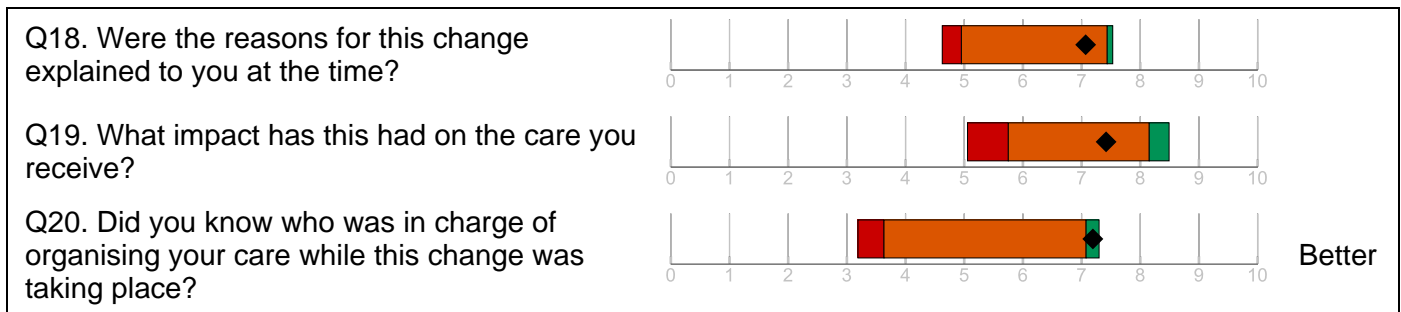 Q18. Were the reasons for this change
explained to you at the time?
0 1 2 3 4 5 6 7 8 9 10
Q19. What impact has this had on the care you
receive?
0 1 2 3 4 5 6 7 8 9 10
Q20. Did you know who was in charge of
organising your care while this change was
taking place?
Better
0 1 2 3 4 5 6 7 8 9 10